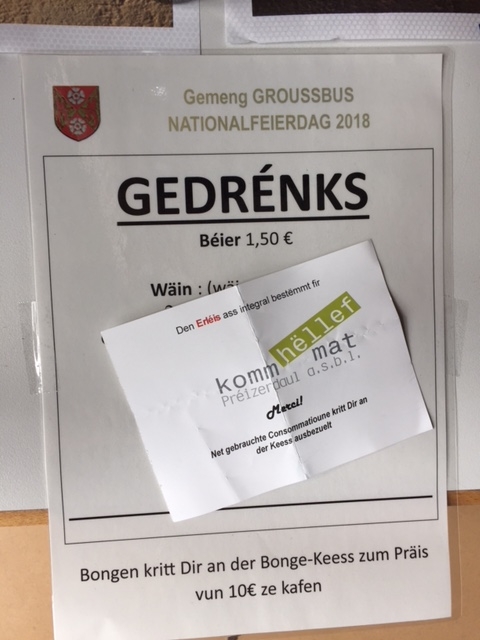 Gemeng GROUSSBUS
NATIONALFEIERDAG 2018
GEDRÉNKS
Béier 1,50 €
Wäin : (wäi
Den Erléis ass integral bestëmmt fir
komm hëllef mat
Préizerdaul a.s.b.l.
Merci!
Net gebrauchte Consommatioune kritt Dir an
der Keess ausbezuelt
Bongen kritt Dir an der Bonge-Keess zum Präis
vun 10€ ze kafen